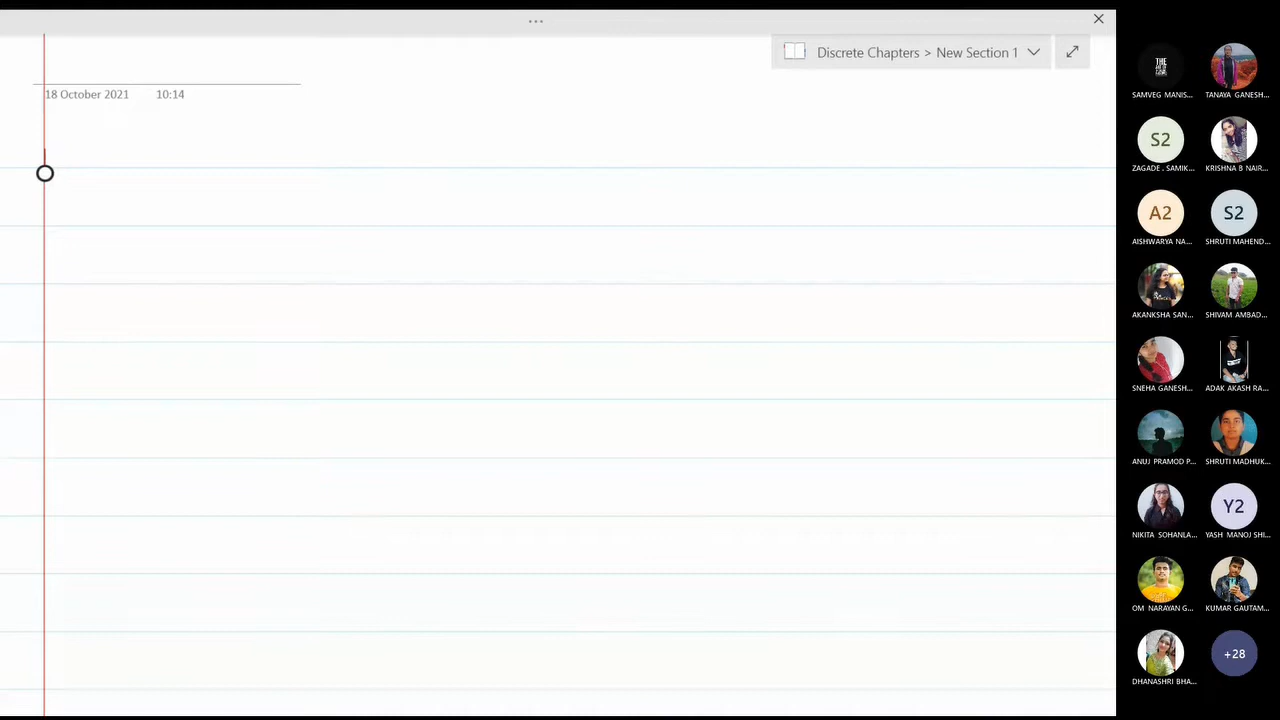 Discrete Chapters > New Section 1
18 October 2021 10:14
THE
SAMVEG MANIS...
TANAYA GANESH...
S2
ZAGADE . SAMIK...
KRISHNA B NAIR...
A2
S2
AISHWARYA NA...
SHRUTI MAHEND...
AKANKSHA SAN...
SHIVAM AMBAD...
SNEHA GANESH...
ADAK AKASH RA...
ANUJ PRAMOD P...
SHRUTI MADHUK...
Y2
NIKITA SOHANLA...
YASH MANOJ SHI...
OM NARAYAN G...
KUMAR GAUTAM...
+28
DHANASHRI BHA...